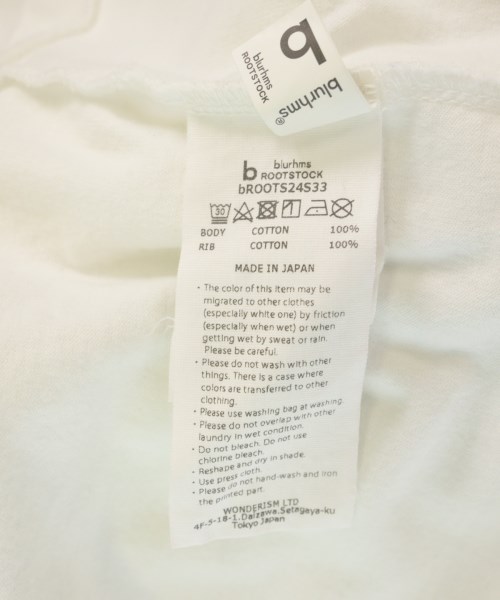 b
blurhms
ROOTSTOCK
blurhms®
b blurhms
ROOTSTOCK
bROOTS24S33
30
BODY COTTON 100%
RIB COTTON 100%
MADE IN JAPAN
・The color of this item may be
migrated to other clothes
(especially white one) by friction
(especially when wet) or when
getting wet by sweat or rain.
Please be careful.
・Please do not wash with other
things. There is a case where
colors are transferred to other
clothing.
・Please use washing bag at washing.
・Please do not overlap with other
laundry in wet condition.
・Do not bleach. Do not use
chlorine bleach.
・Reshape and dry in shade.
・Use press cloth.
・Please do not hand-wash and iron
the printed part.
WONDERISM LTD
4F-5-18-1,Daizawa,Setagaya-ku
Tokyo Japan